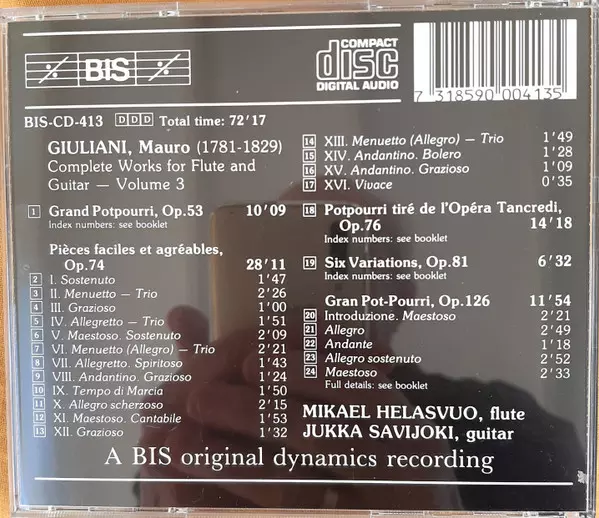 BIS
COMPACT
disc
DIGITAL AUDIO
7 318590 004135
BIS-CD-413 DDD Total time: 72'17
GIULIANI, Mauro (1781-1829)
Complete Works for Flute and
Guitar — Volume 3
1 Grand Potpourri, Op.53 10'09
Index numbers: see booklet
Pièces faciles et agréables,
Op.74 28'11
2 I. Sostenuto 1'47
3 II. Menuetto — Trio 2'26
4 III. Grazioso 1'00
5 IV. Allegretto — Trio 1'51
6 V. Maestoso. Sostenuto 2'09
7 VI. Menuetto (Allegro) — Trio 2'21
8 VII. Allegretto. Spiritoso 1'43
9 VIII. Andantino. Grazioso 1'24
10 IX. Tempo di Marcia 1'50
11 X. Allegro scherzoso 2'15
12 XI. Maestoso. Cantabile 1'53
13 XII. Grazioso 1'32
14 XIII. Menuetto (Allegro) — Trio 1'49
15 XIV. Andantino. Bolero 1'28
16 XV. Andantino. Grazioso 1'09
17 XVI. Vivace 0'35
18 Potpourri tiré de l'Opéra Tancredi,
Op.76 14'18
Index numbers: see booklet
19 Six Variations, Op.81 6'32
Index numbers: see booklet
Gran Pot-Pourri, Op.126 11'54
20 Introduzione. Maestoso 2'21
21 Allegro 2'49
22 Andante 1'18
23 Allegro sostenuto 2'52
24 Maestoso 2'33
Full details: see booklet
MIKAEL HELASVUO, flute
JUKKA SAVIJOKI, guitar
A BIS original dynamics recording